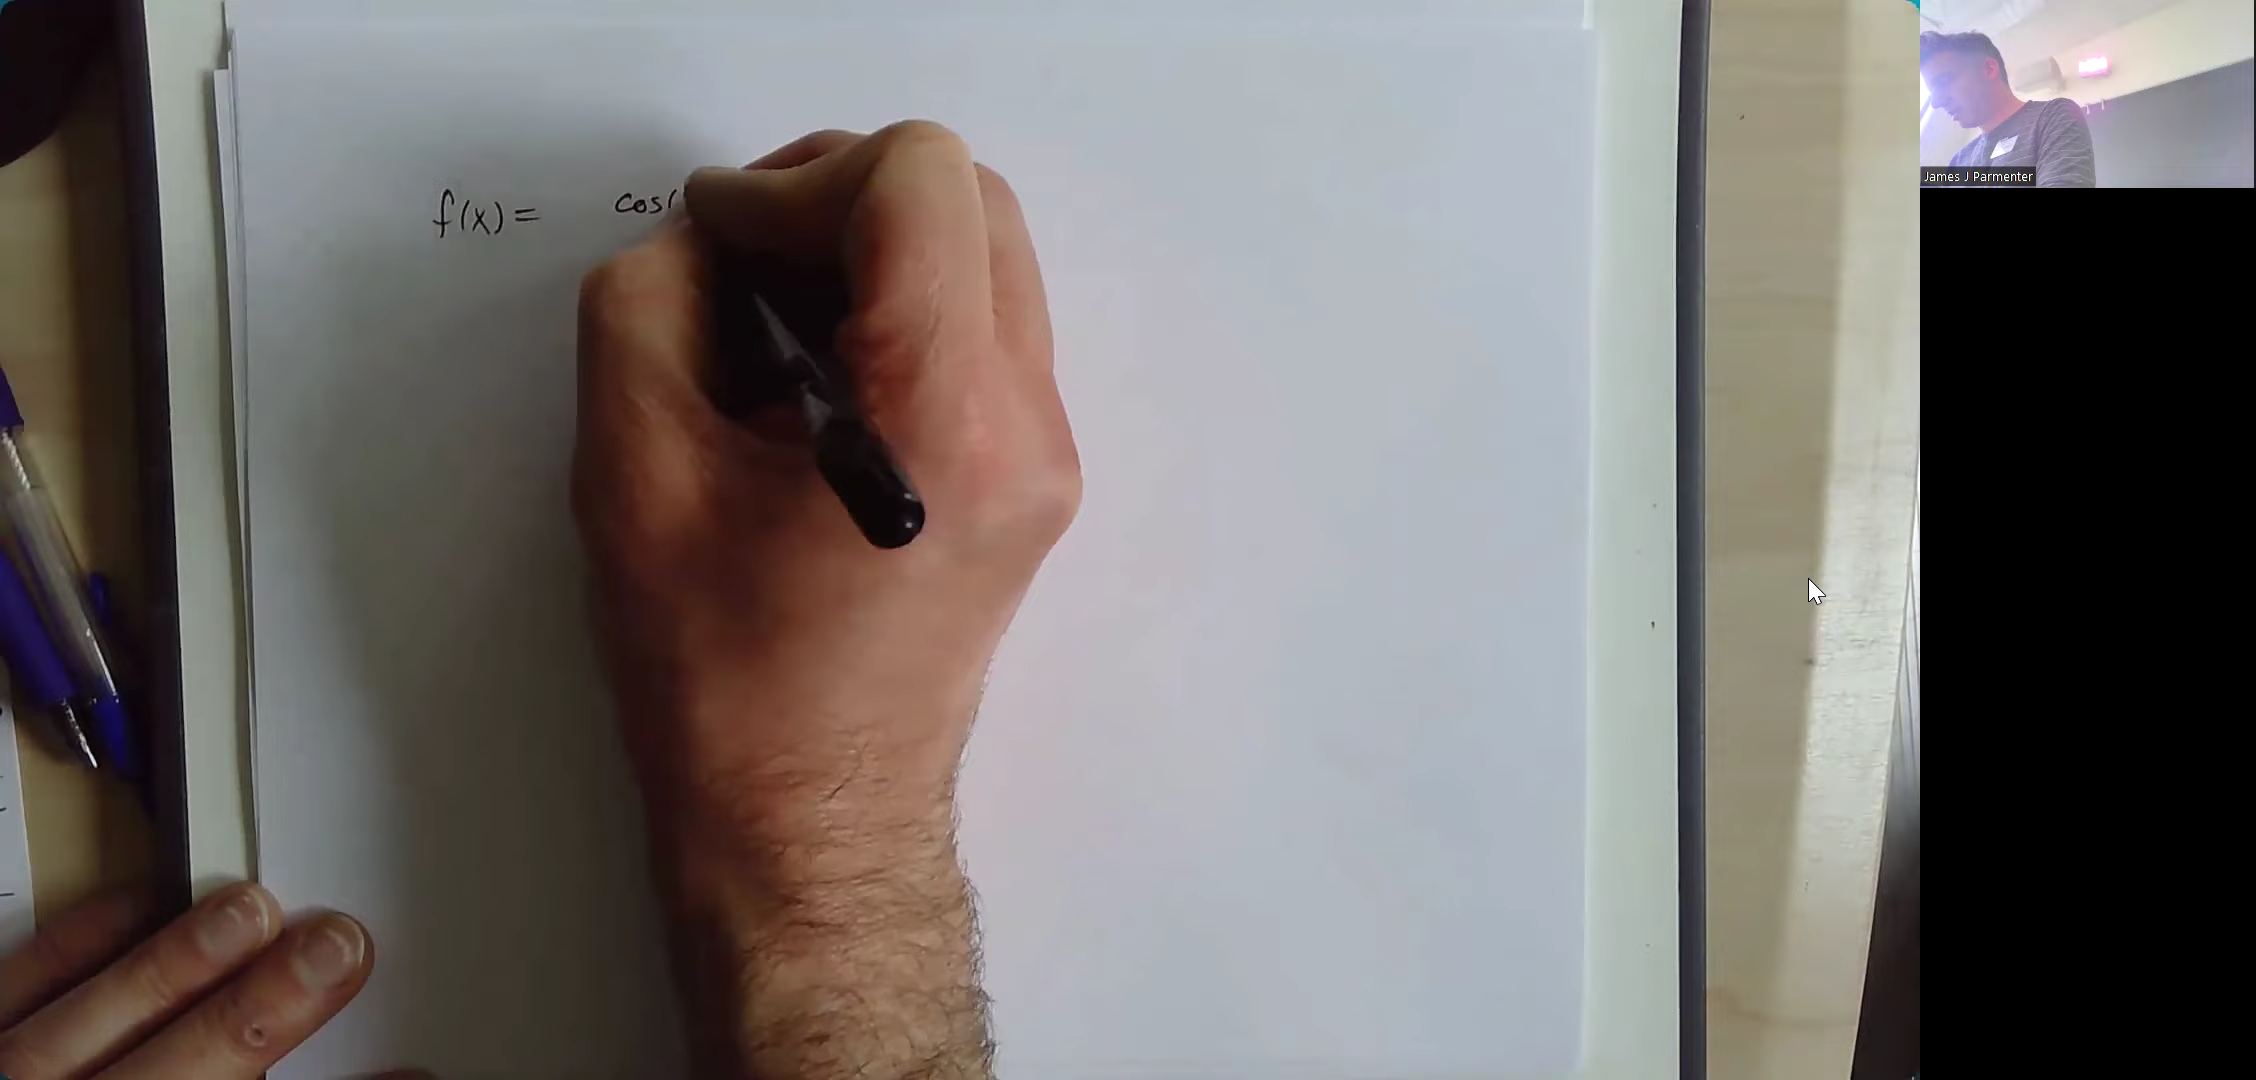 f(x) = cos(
James J Parmenter